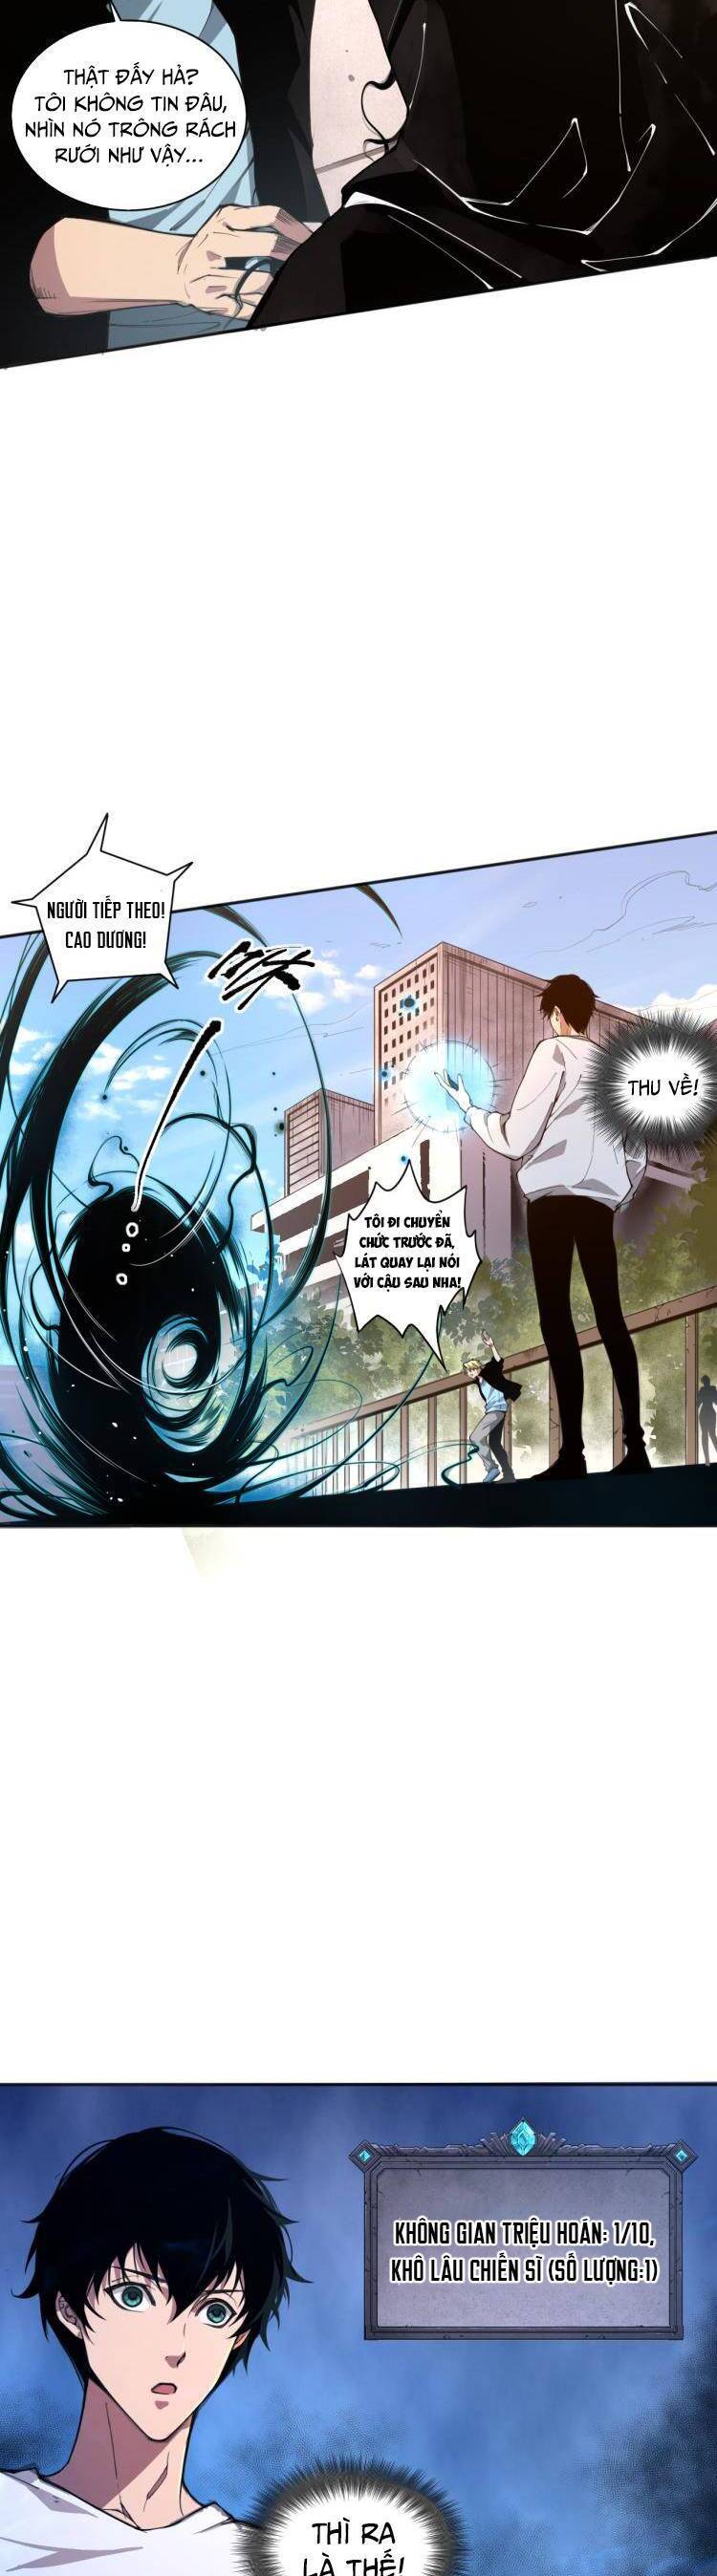 THẬT ĐẤY HẢ?
TÔI KHÔNG TIN ĐÂU,
NHÌN NÓ TRÔNG RÁCH
RƯỚI NHƯ VẬY...
NGƯỜI TIẾP THEO!
CAO DƯƠNG!
THU VỀ!
TÔI ĐI CHUYỂN
CHỨC TRƯỚC ĐÃ,
LÁT QUAY LẠI NÓI
VỚI CẬU SAU NHA!
KHÔNG GIAN TRIỆU HOÁN: 1/10,
KHÔ LÂU CHIẾN SĨ (SỐ LƯỢNG:1)
THÌ RA
LÀ THẾ!